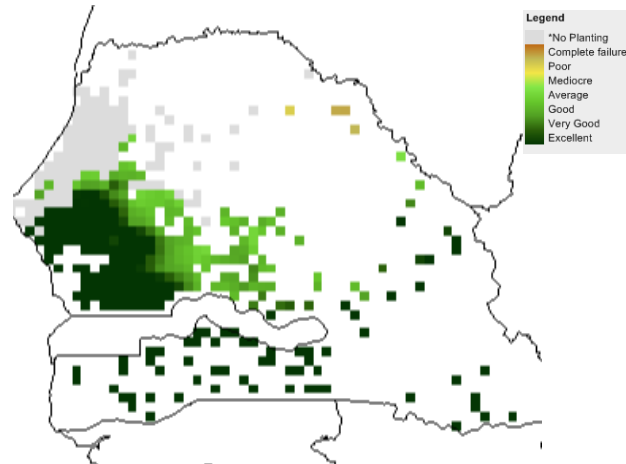 Legend
*No Planting
Complete failure
Poor
Mediocre
Average
Good
Very Good
Excellent